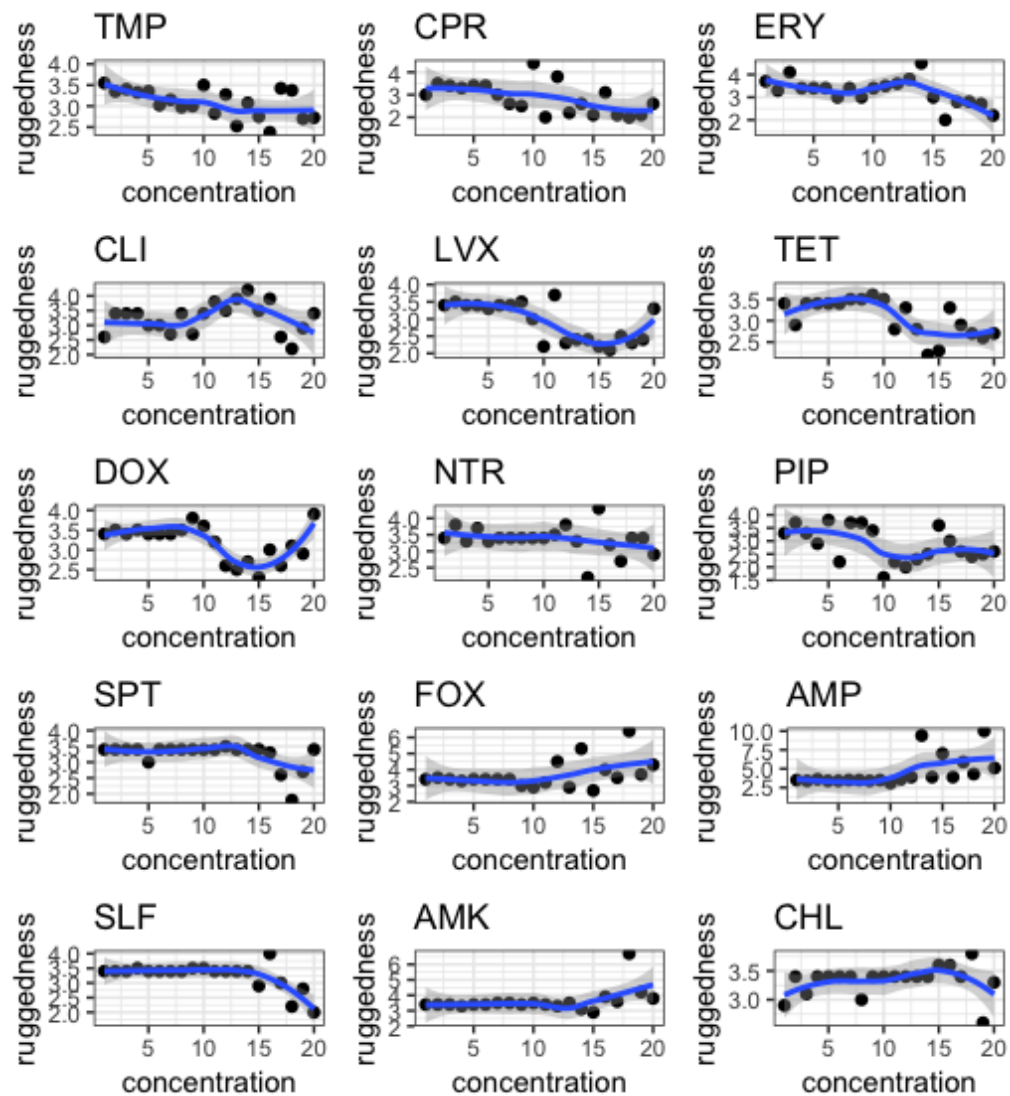 TMP
ruggedness
4.0
3.5
3.0
2.5
5 10 15 20
concentration
CPR
ruggedness
4
3
2
5 10 15 20
concentration
ERY
ruggedness
4
3
2
5 10 15 20
concentration
CLI
ruggedness
4.0
3.5
3.0
2.5
2.0
5 10 15 20
concentration
LVX
ruggedness
4.0
3.5
3.0
2.5
2.0
5 10 15 20
concentration
TET
ruggedness
3.5
3.0
2.5
5 10 15 20
concentration
DOX
ruggedness
4.0
3.5
3.0
2.5
5 10 15 20
concentration
NTR
ruggedness
4.0
3.5
3.0
2.5
5 10 15 20
concentration
PIP
ruggedness
4.0
3.5
3.0
2.5
2.0
1.5
5 10 15 20
concentration
SPT
ruggedness
4.0
3.5
3.0
2.5
2.0
5 10 15 20
concentration
FOX
ruggedness
6
5
4
3
2
5 10 15 20
concentration
AMP
ruggedness
10.0
7.5
5.0
2.5
5 10 15 20
concentration
SLF
ruggedness
4.0
3.5
3.0
2.5
2.0
5 10 15 20
concentration
AMK
ruggedness
6
5
4
3
2
5 10 15 20
concentration
CHL
ruggedness
3.5
3.0
5 10 15 20
concentration